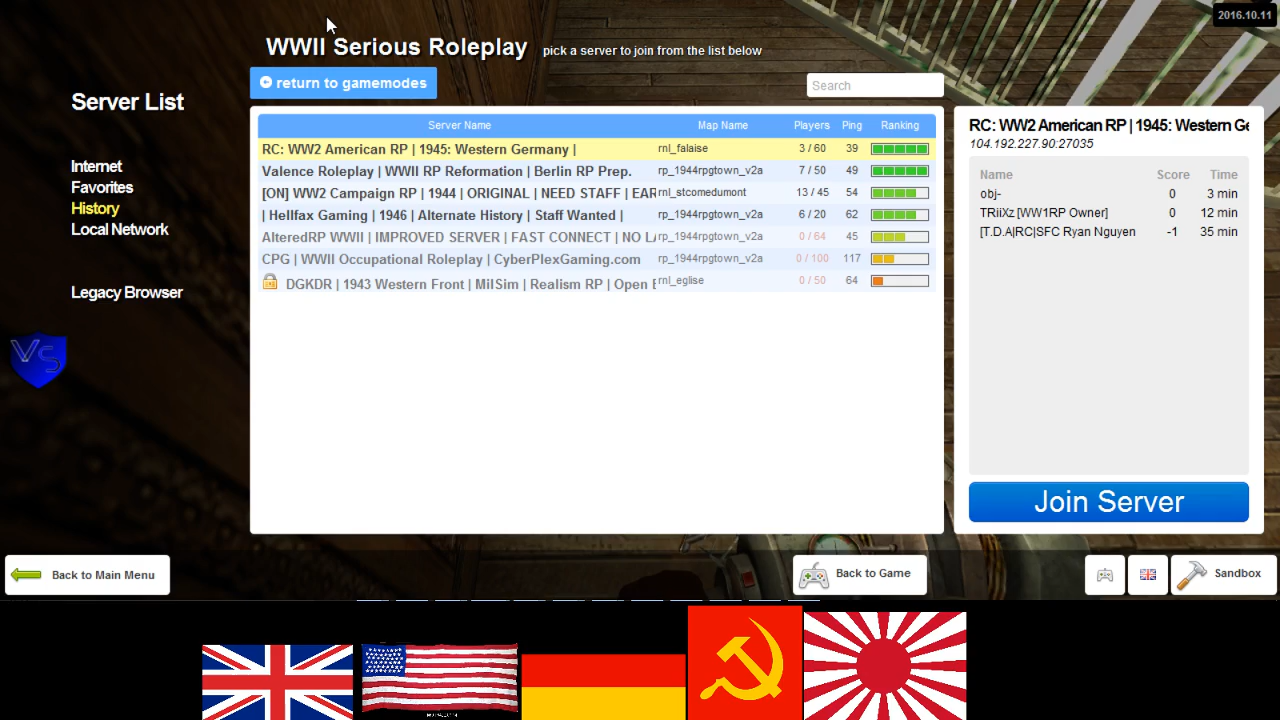 2016.10.11
WWII Serious Roleplay pick a server to join from the list below
return to gamemodes
Search
Server List
Internet
Favorites
History
Local Network
Legacy Browser
VS
Server Name Map Name Players Ping Ranking
RC: WW2 American RP | 1945: Western Germany | rnl_falaise 3 / 60 39
Valence Roleplay | WWII RP Reformation | Berlin RP Prep. rp_1944rpgtown_v2a 7 / 50 49
[ON] WW2 Campaign RP | 1944 | ORIGINAL | NEED STAFF | EAR rnl_stcomedumont 13 / 45 54
| Hellfax Gaming | 1946 | Alternate History | Staff Wanted | rp_1944rpgtown_v2a 6 / 20 62
AlteredRP WWII | IMPROVED SERVER | FAST CONNECT | NO LA rp_1944rpgtown_v2a 0 / 64 45
CPG | WWII Occupational Roleplay | CyberPlexGaming.com rp_1944rpgtown_v2a 0 / 100 117
DGKDR | 1943 Western Front | MilSim | Realism RP | Open E rnl_eglise 0 / 50 64
RC: WW2 American RP | 1945: Western Ge
104.192.227.90:27035
Name Score Time
obj- 0 3 min
TRiiXz [WW1RP Owner] 0 12 min
[T.D.A|RC|SFC Ryan Nguyen -1 35 min
Join Server
Back to Main Menu
Back to Game
Sandbox